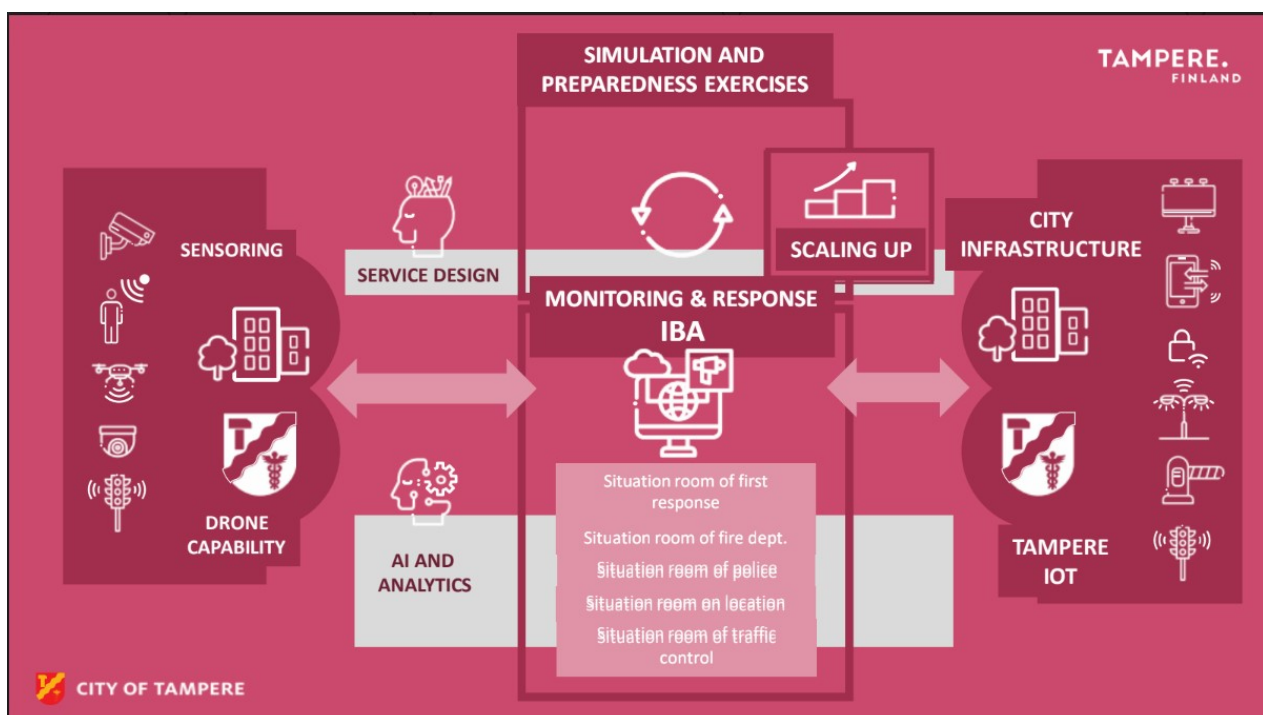 SIMULATION AND
PREPAREDNESS EXERCISES
TAMPERE.
FINLAND
SENSORING
SERVICE DESIGN
SCALING UP
CITY
INFRASTRUCTURE
MONITORING & RESPONSE
IBA
DRONE
CAPABILITY
AI AND
ANALYTICS
Situation room of first
response
Situation room of fire dept.
Situation room of police
Situation room on location
Situation room of traffic
control
TAMPERE
IOT
CITY OF TAMPERE